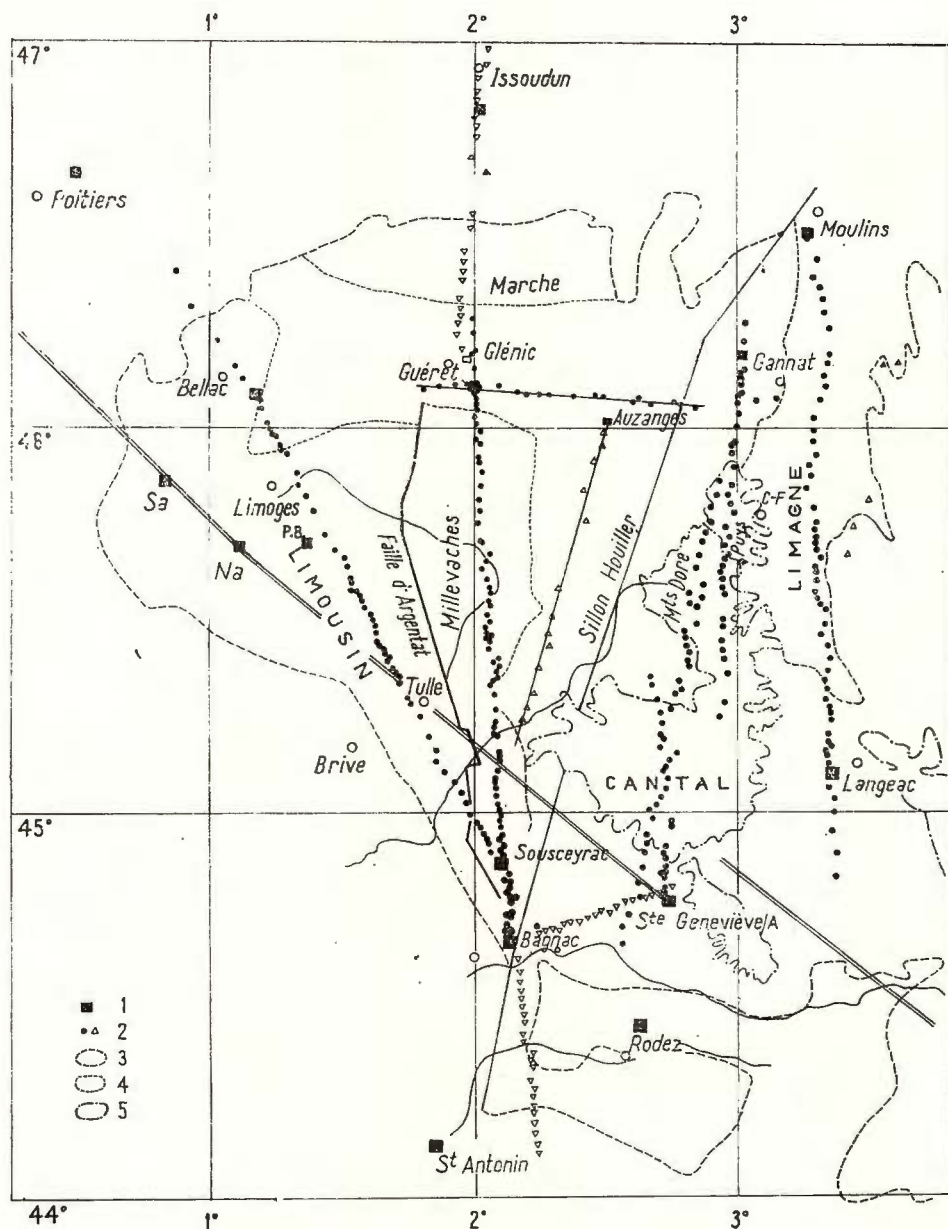 1° 2° 3°
47°
Issoudun
Poitiers
Moulins
Marche
Glénic
Guéret
Gannat
Bellac
Auzanges
46°
Sa
Limoges
C-F
P.B
Na
LIMOUSIN
Faille d'Argentat
Millevaches
Sillon Houiller
Mts Dore
Puys
LIMAGNE
Tulle
Brive
CANTAL
Langeac
45°
Sousceyrac
Ste Geneviève/A
Bagnac
1
2
Rodez
3
4
5
St Antonin
44°
1° 2° 3°